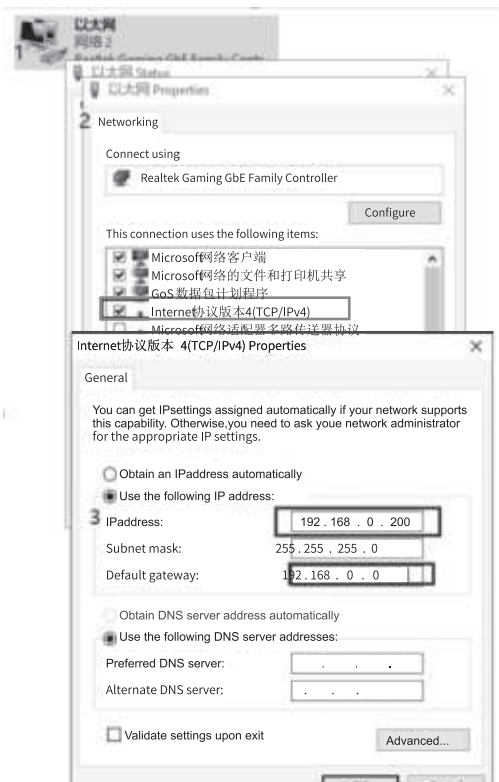 以太网
1 网络 2
Realtek Gaming GbE Family Contr
以太网 Status
以太网 Properties
2 Networking
Connect using
Realtek Gaming GbE Family Controller
Configure
This connection uses the following items:
Microsoft网络客户端
Microsoft网络的文件和打印机共享
GoS 数据包计划程序
Internet协议版本4(TCP/IPv4)
Microsoft网络适配器多路传送器协议
Internet协议版本 4(TCP/IPv4) Properties
General
You can get IPsettings assigned automatically if your network supports
this capability. Otherwise,you need to ask youe network administrator
for the appropriate IP settings.
Obtain an IPaddress automatically
Use the following IP address:
3 IPaddress: 192 . 168 . 0 . 200
Subnet mask: 255 . 255 . 255 . 0
Default gateway: 192 . 168 . 0 . 0
Obtain DNS server address automatically
Use the following DNS server addresses:
Preferred DNS server: . . .
Alternate DNS server: . . .
Validate settings upon exit
Advanced...